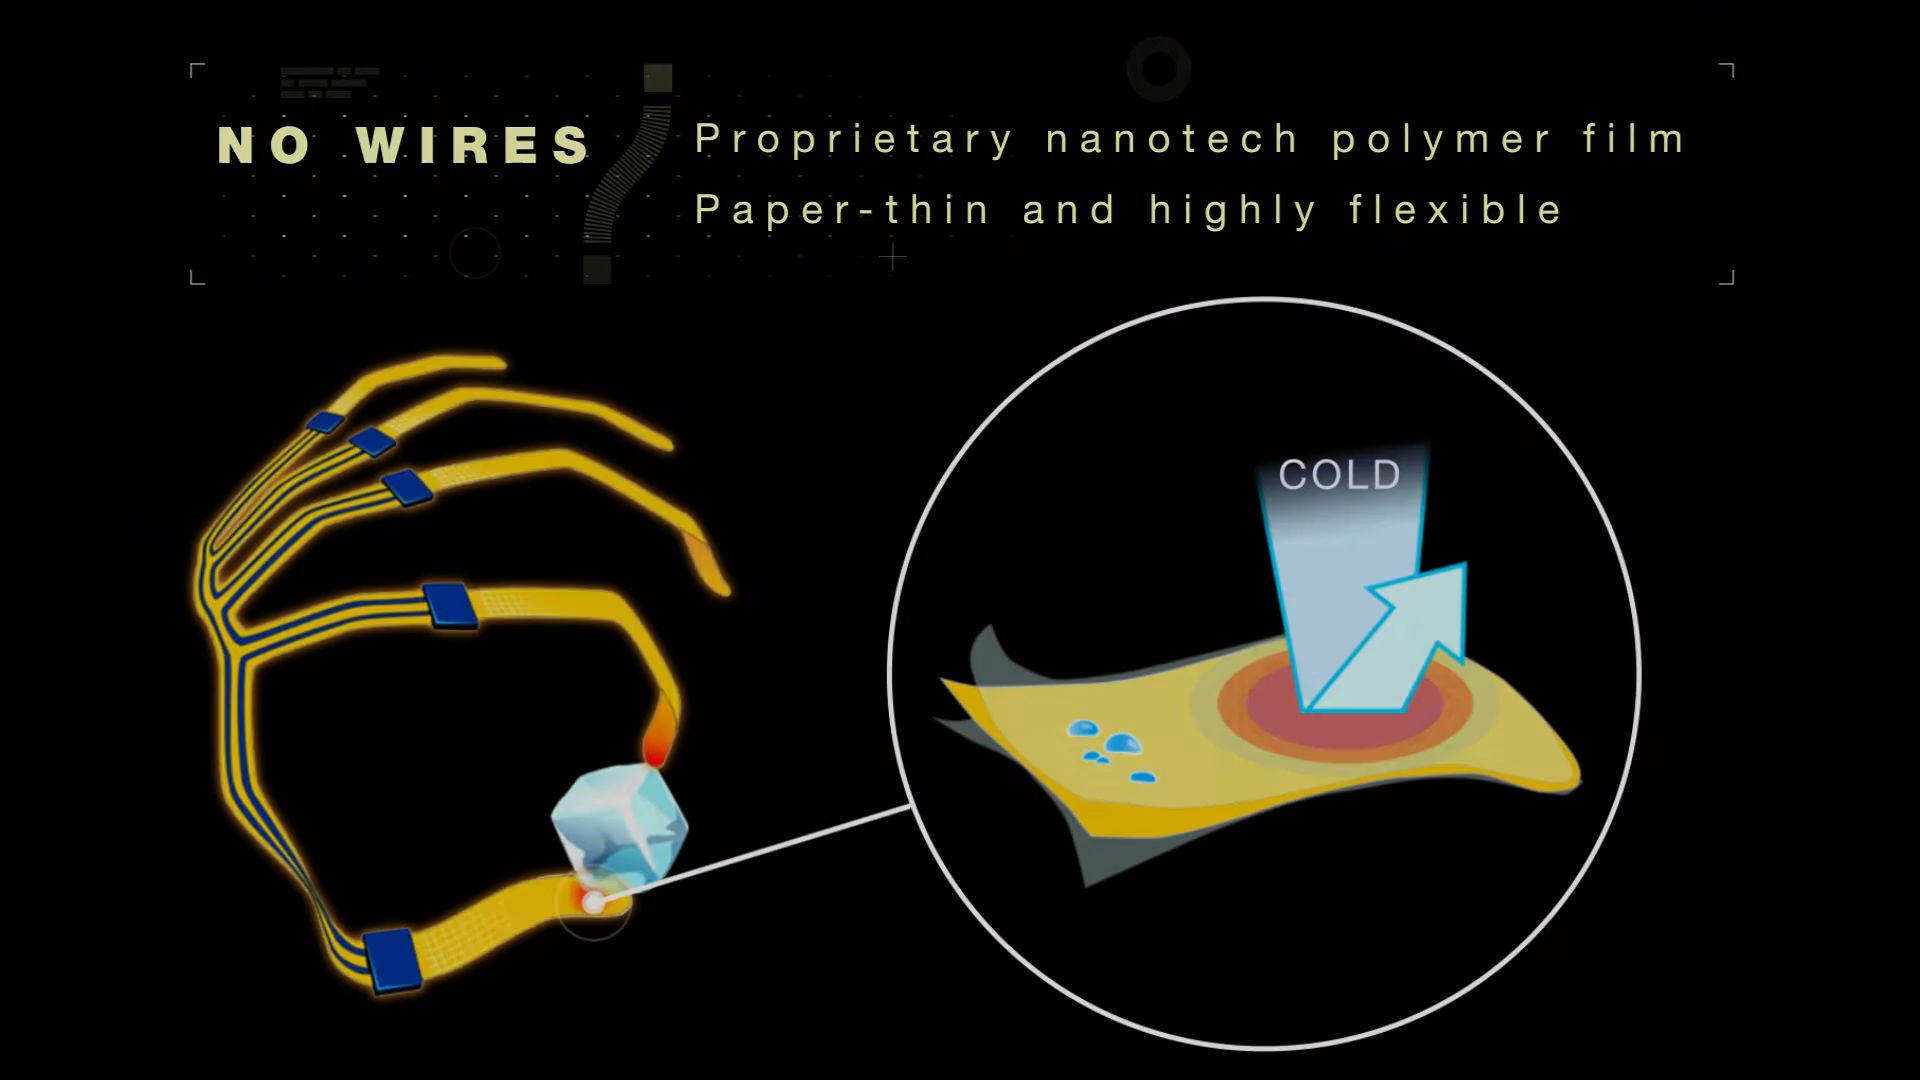 NO WIRES
Proprietary nanotech polymer film
Paper-thin and highly flexible
COLD